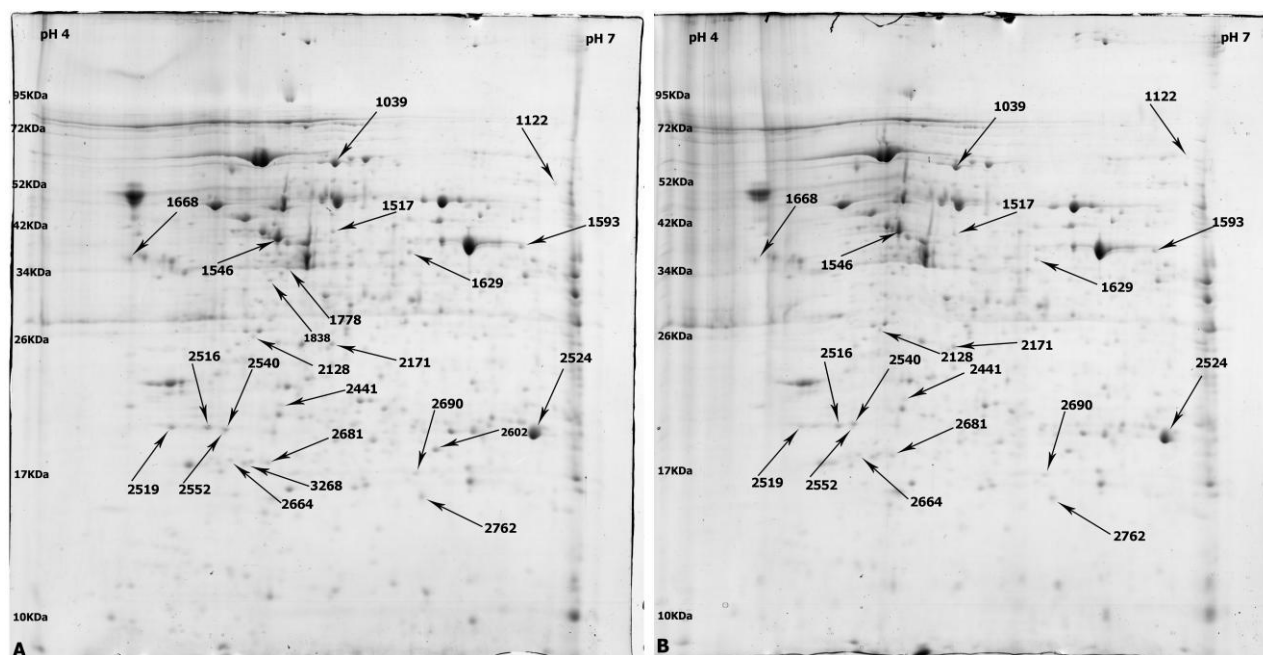 pH 4
pH 7
95KDa
1039
1122
72KDa
52KDa
1668
1517
42KDa
1593
1546
34KDa
1629
1778
1838
26KDa
2171
2516
2540
2128
2524
2441
2690
2681
2602
17KDa
2519
2552
3268
2664
2762
10KDa
A
pH 4
pH 7
95KDa
1039
1122
72KDa
52KDa
1668
1517
42KDa
1593
1546
34KDa
1629
26KDa
2128
2171
2516
2540
2441
2524
2690
2681
17KDa
2519
2552
2664
2762
10KDa
B